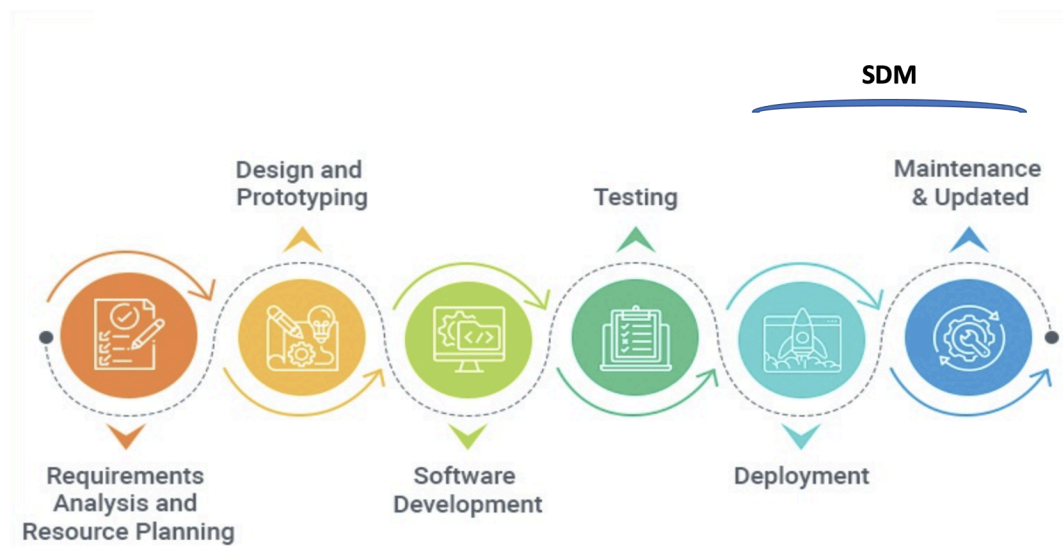 SDM
Design and
Prototyping
Testing
Maintenance
& Updated
Requirements
Analysis and
Resource Planning
Software
Development
Deployment